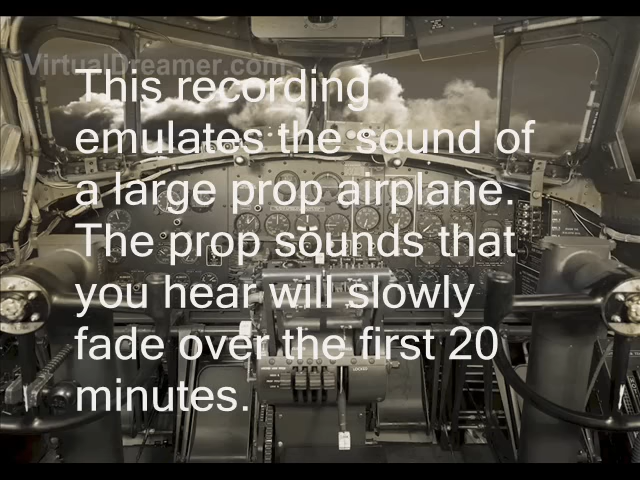 VirtualDreamer.com
This recording
emulates the sound of
a large prop airplane.
The prop sounds that
you hear will slowly
fade over the first 20
minutes.
LOCKED